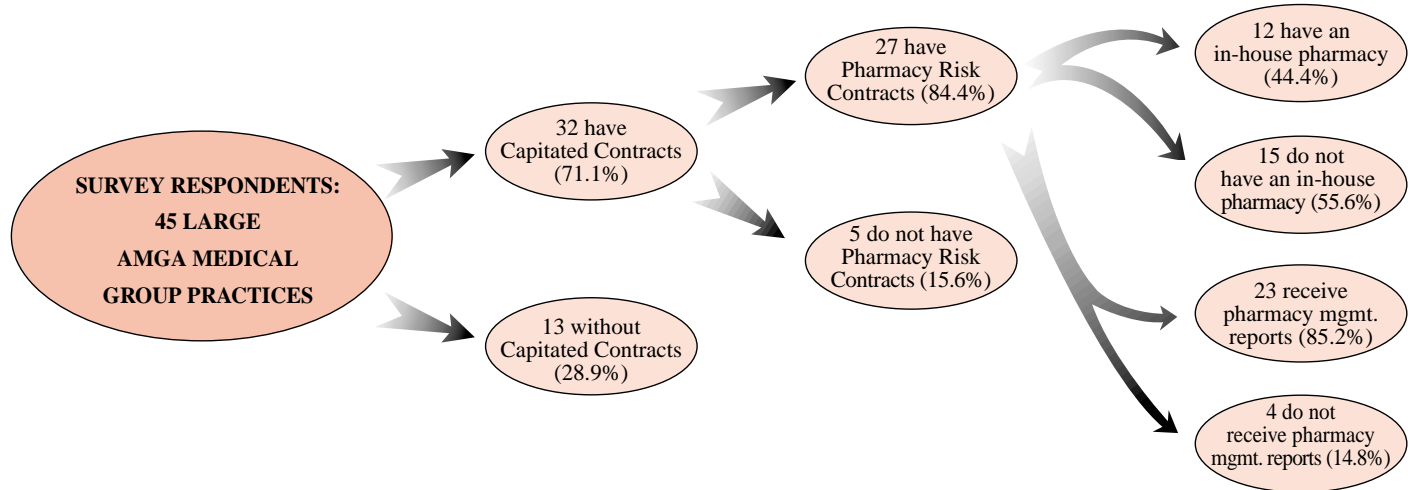 SURVEY RESPONDENTS:
45 LARGE
AMGA MEDICAL
GROUP PRACTICES
32 have
Capitated Contracts
(71.1%)
13 without
Capitated Contracts
(28.9%)
27 have
Pharmacy Risk
Contracts (84.4%)
5 do not have
Pharmacy Risk
Contracts (15.6%)
12 have an
in-house pharmacy
(44.4%)
15 do not
have an in-house
pharmacy (55.6%)
23 receive
pharmacy mgmt.
reports (85.2%)
4 do not
receive pharmacy
mgmt. reports (14.8%)